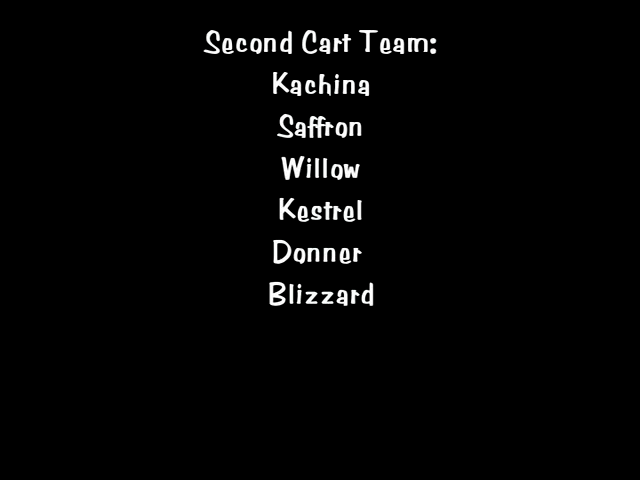 Second Cart Team:
Kachina
Saffron
Willow
Kestrel
Donner
Blizzard